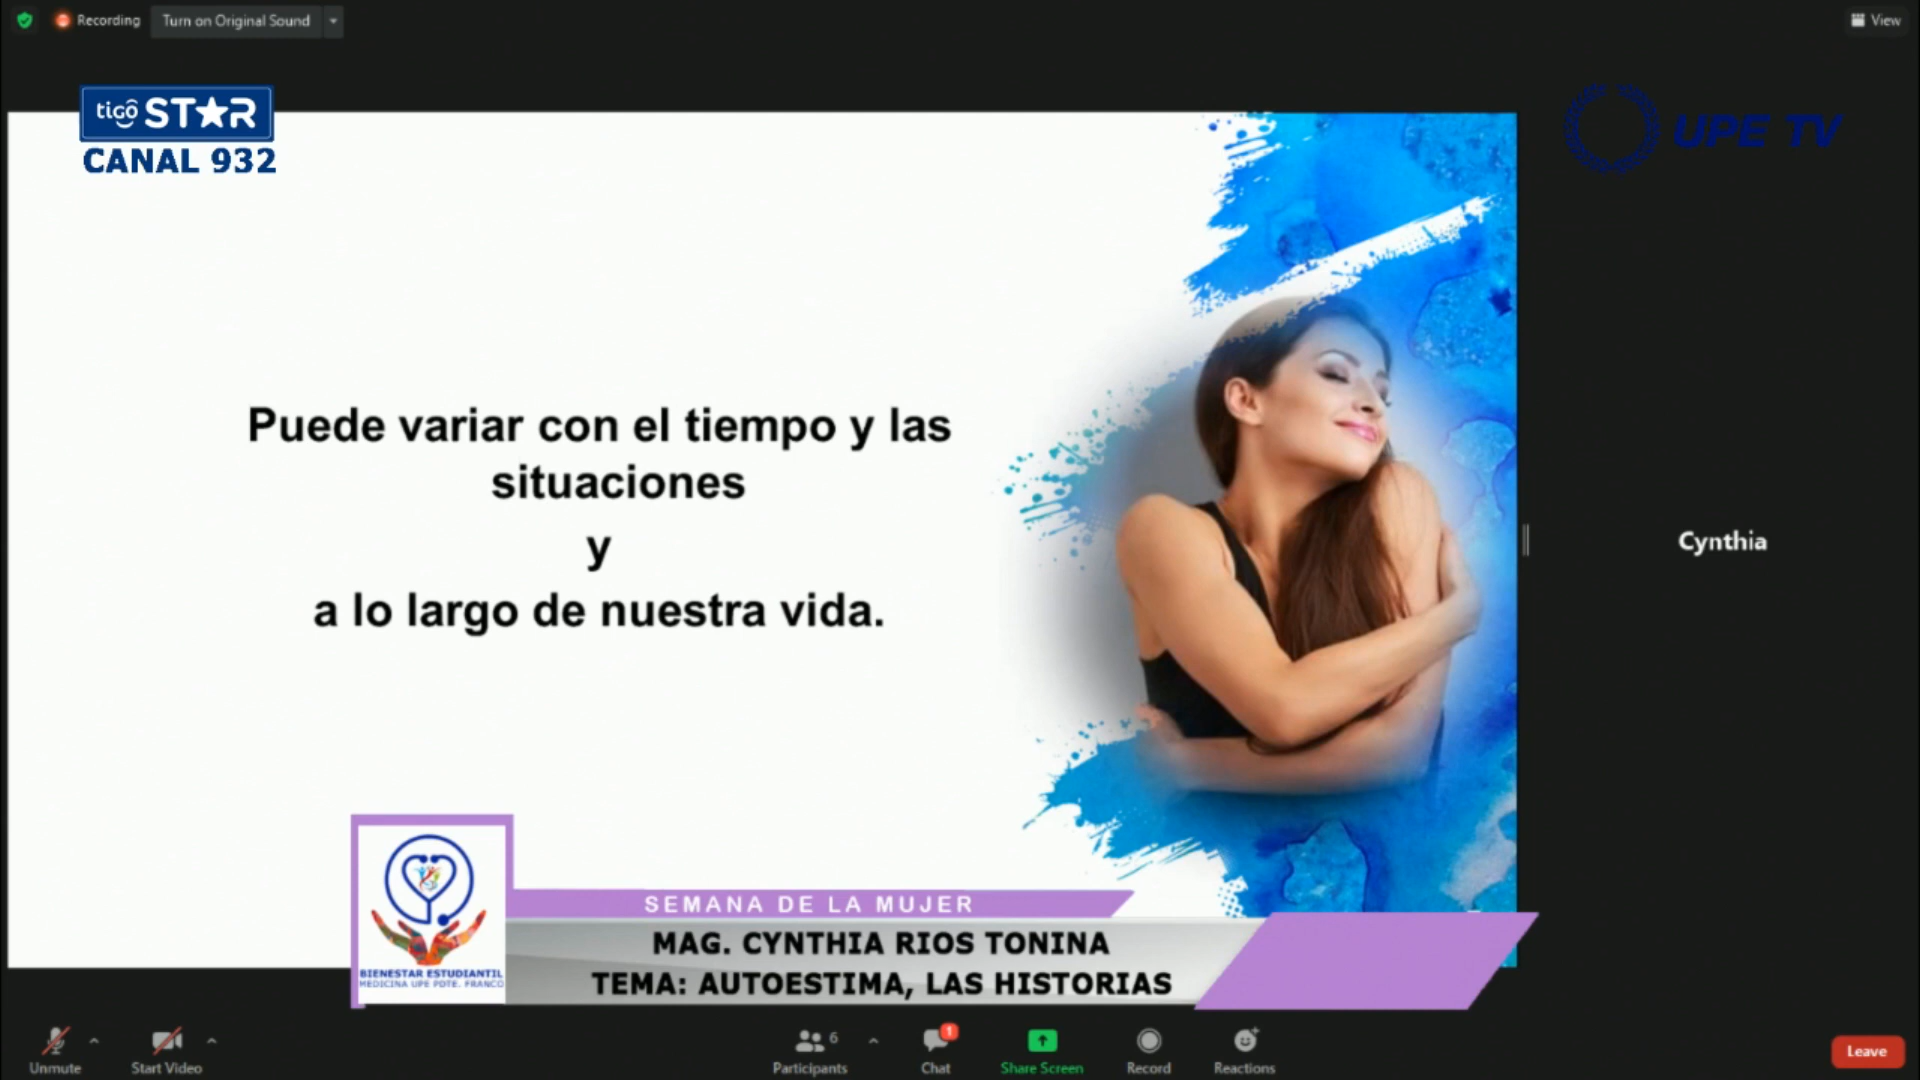 Recording
Turn on Original Sound
View
tigo STAR
CANAL 932
UPE TV
Puede variar con el tiempo y las
situaciones
y
a lo largo de nuestra vida.
Cynthia
SEMANA DE LA MUJER
MAG. CYNTHIA RIOS TONINA
TEMA: AUTOESTIMA, LAS HISTORIAS
BIENESTAR ESTUDIANTIL
MEDICINA UPE PDTE. FRANCO
Unmute
Start Video
6
Participants
1
Chat
Share Screen
Record
Reactions
Leave